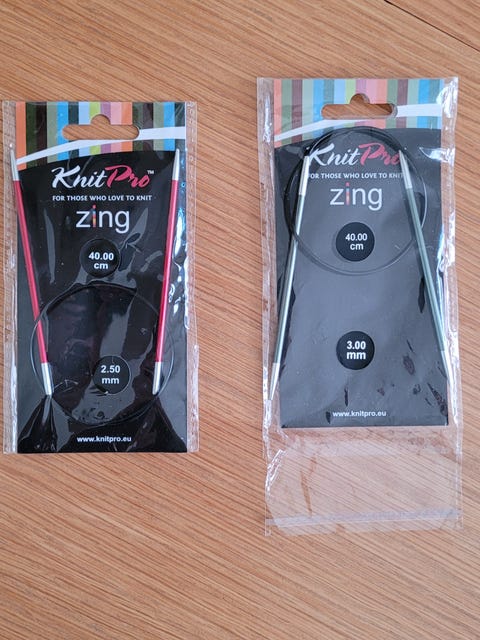 KnitPro™
FOR THOSE WHO LOVE TO KNIT
zing
40.00
cm
2.50
mm
www.knitpro.eu
KnitPro
FOR THOSE WHO LOVE TO KNIT
zing
40.00
cm
3.00
mm
www.knitpro.eu